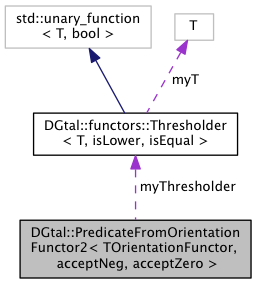 std::unary_function
< T, bool >
T
myT
DGtal::functors::Thresholder
< T, isLower, isEqual >
myThresholder
DGtal::PredicateFromOrientation
Functor2< TOrientationFunctor,
acceptNeg, acceptZero >